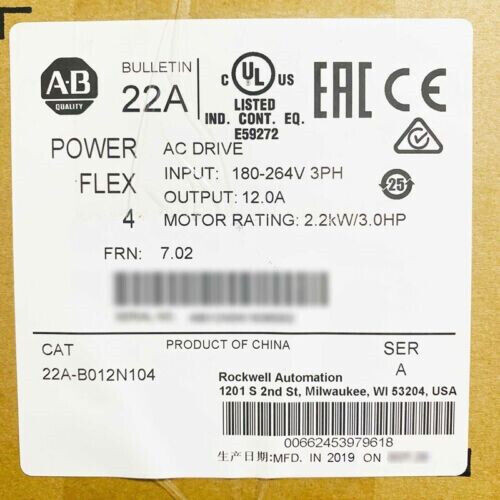 A-B
QUALITY
BULLETIN
22A
C UL US
LISTED
IND. CONT. EQ.
E59272
EAC CE
25
POWER
FLEX
4
AC DRIVE
INPUT: 180-264V 3PH
OUTPUT: 12.0A
MOTOR RATING: 2.2kW/3.0HP
FRN: 7.02
CAT
22A-B012N104
PRODUCT OF CHINA
SER
A
Rockwell Automation
1201 S 2nd St, Milwaukee, WI 53204, USA
00662453979618
生产日期:MFD. IN 2019 ON